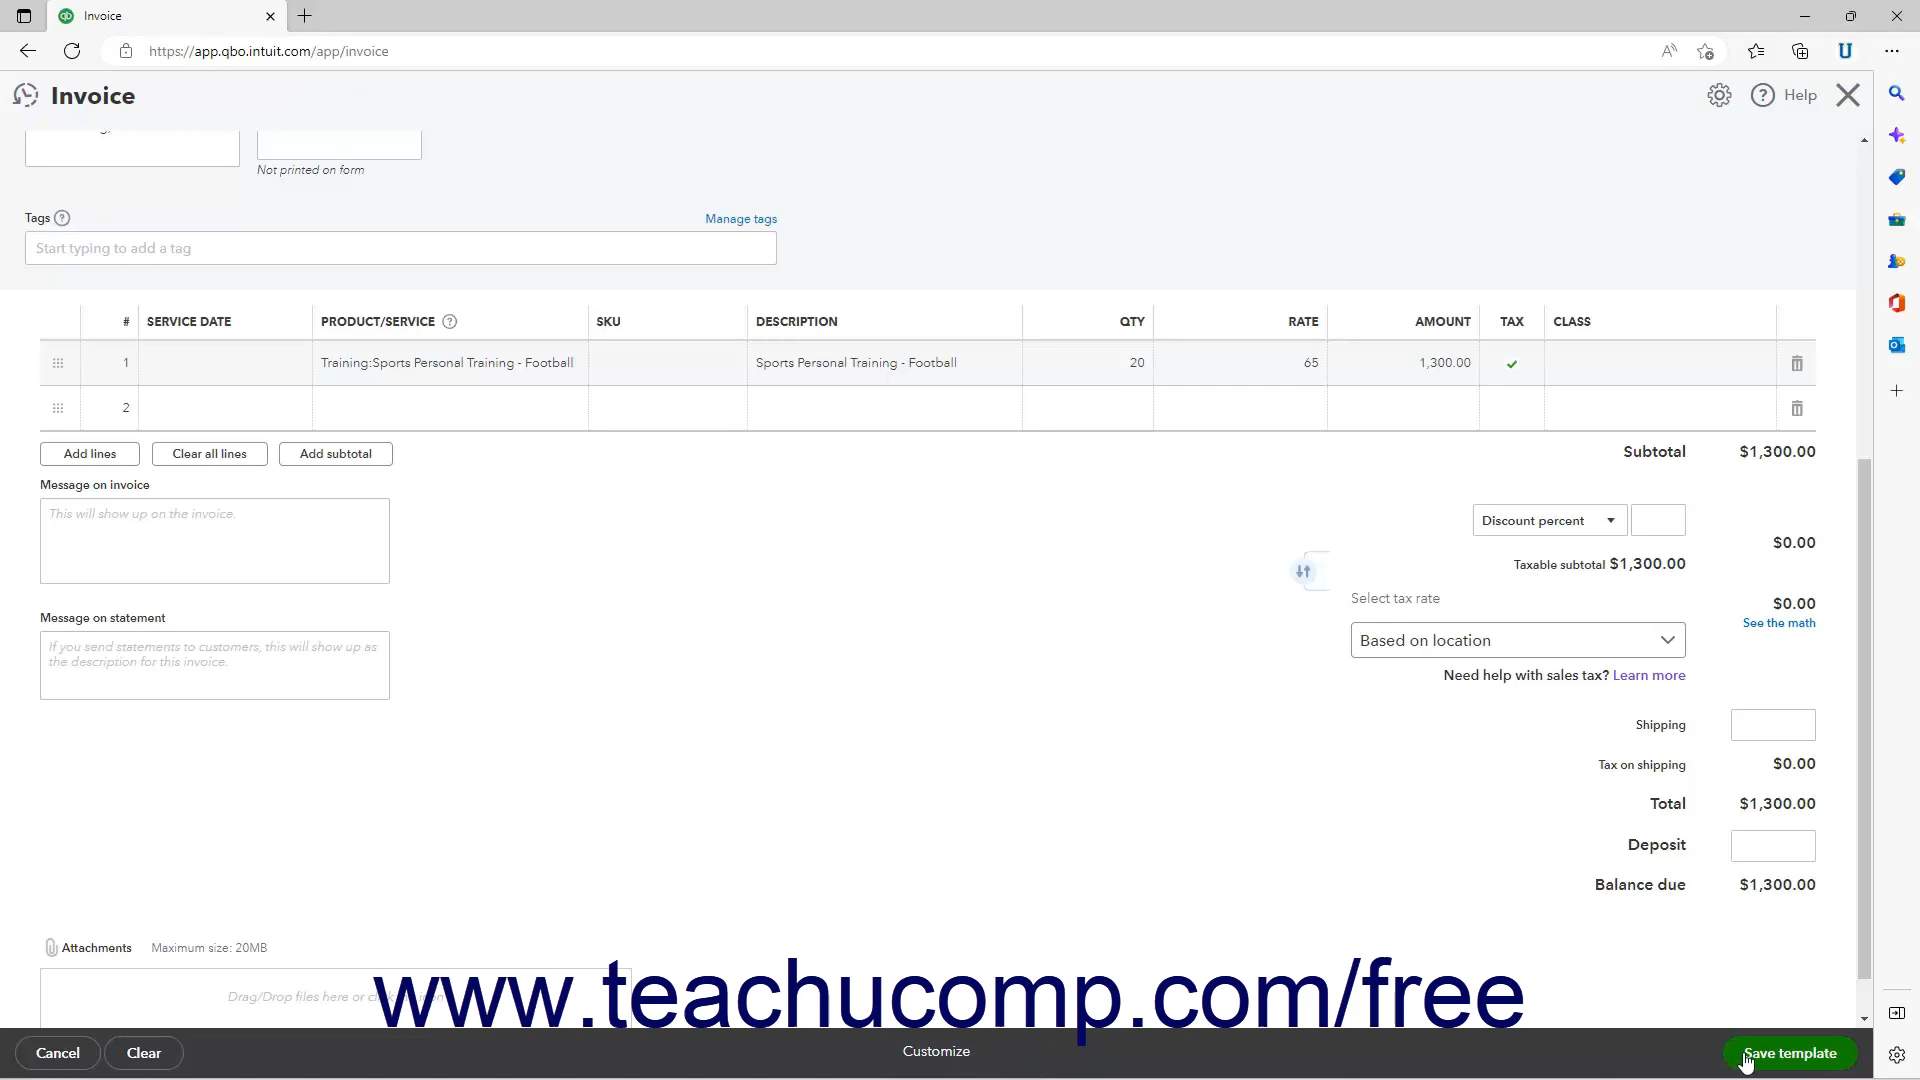 Invoice
https://app.qbo.intuit.com/app/invoice
Invoice
Help
Not printed on form
Tags
Manage tags
Start typing to add a tag
# SERVICE DATE PRODUCT/SERVICE SKU DESCRIPTION QTY RATE AMOUNT TAX CLASS
1 Training:Sports Personal Training - Football Sports Personal Training - Football 20 65 1,300.00
2
Add lines Clear all lines Add subtotal
Subtotal $1,300.00
Message on invoice
This will show up on the invoice.
Discount percent
$0.00
Taxable subtotal $1,300.00
Select tax rate
$0.00
See the math
Based on location
Need help with sales tax? Learn more
Message on statement
If you send statements to customers, this will show up as
the description for this invoice.
Shipping
Tax on shipping $0.00
Total $1,300.00
Deposit
Balance due $1,300.00
Attachments Maximum size: 20MB
Drag/Drop files here or
www.teachucomp.com/free
Cancel Clear Customize Save template